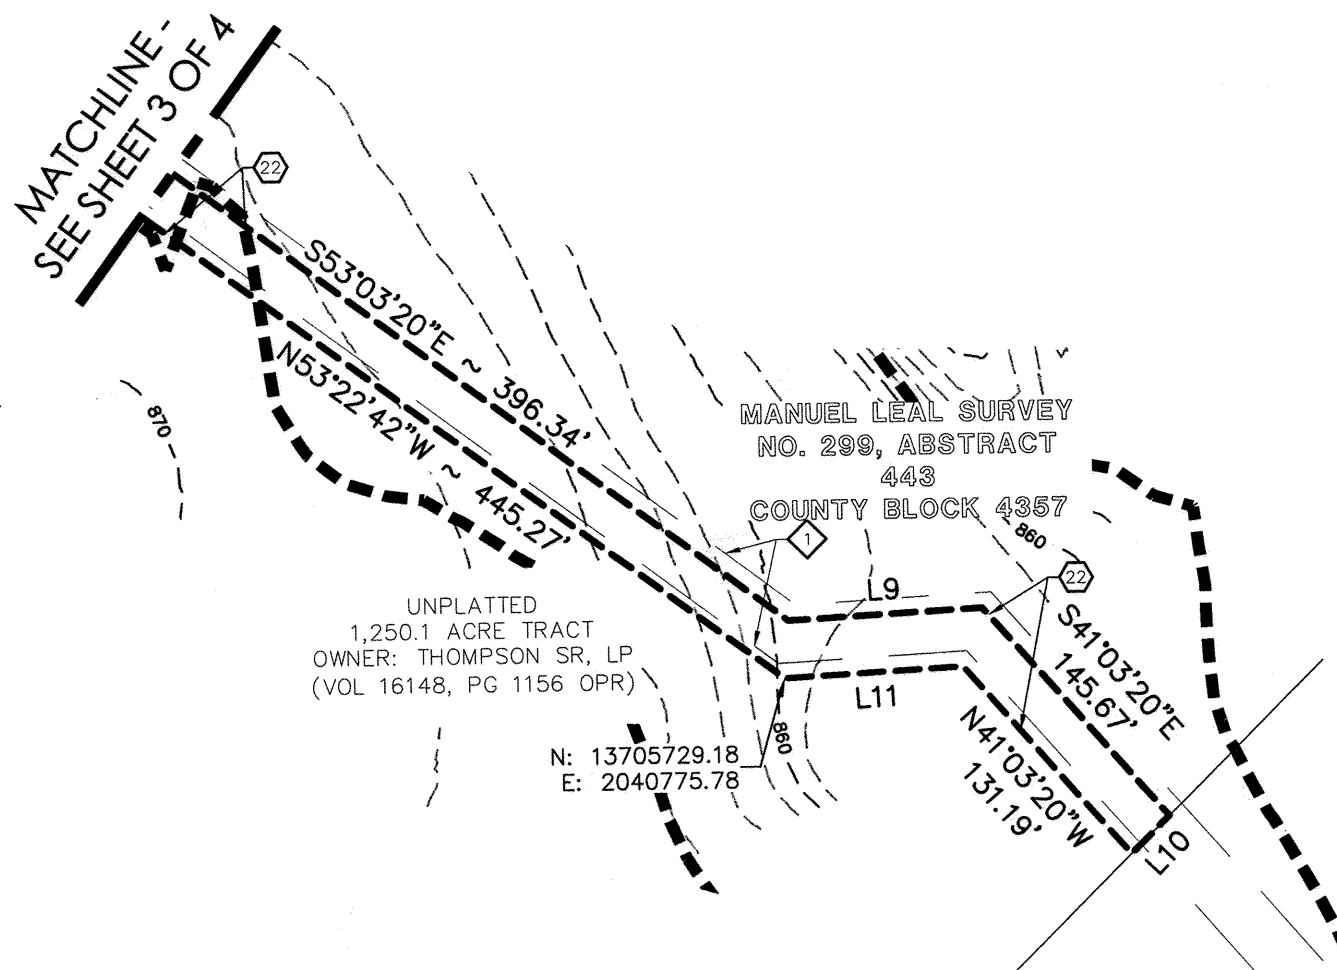 MATCHLINE -
SEE SHEET 3 OF 4
22
S53°03'20"E ~ 396.34'
N53°22'42"W ~ 445.27'
870
MANUEL LEAL SURVEY
NO. 299, ABSTRACT
443
COUNTY BLOCK 4357
1
860
22
L9
UNPLATTED
1,250.1 ACRE TRACT
OWNER: THOMPSON SR, LP
(VOL 16148, PG 1156 OPR)
S41°03'20"E
145.67'
L11
N: 13705729.18
E: 2040775.78
860
N41°03'20"W
131.19'
L10